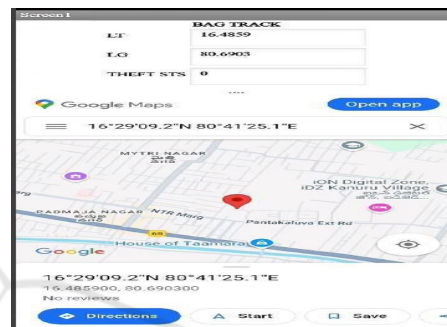 Screen1
BAG TRACK
LT 16.4859
LG 80.6903
THEFT STS 0
Google Maps Open app
16°29'09.2"N 80°41'25.1"E
MYTRI NAGAR
iON Digital Zone,
iDZ Kanuru Village
PADMAJA NAGAR NTR Marg Pantakaluva Ext Rd
65
House of Taamara
Google
16°29'09.2"N 80°41'25.1"E
16.485900, 80.690300
No reviews
Directions Start Save